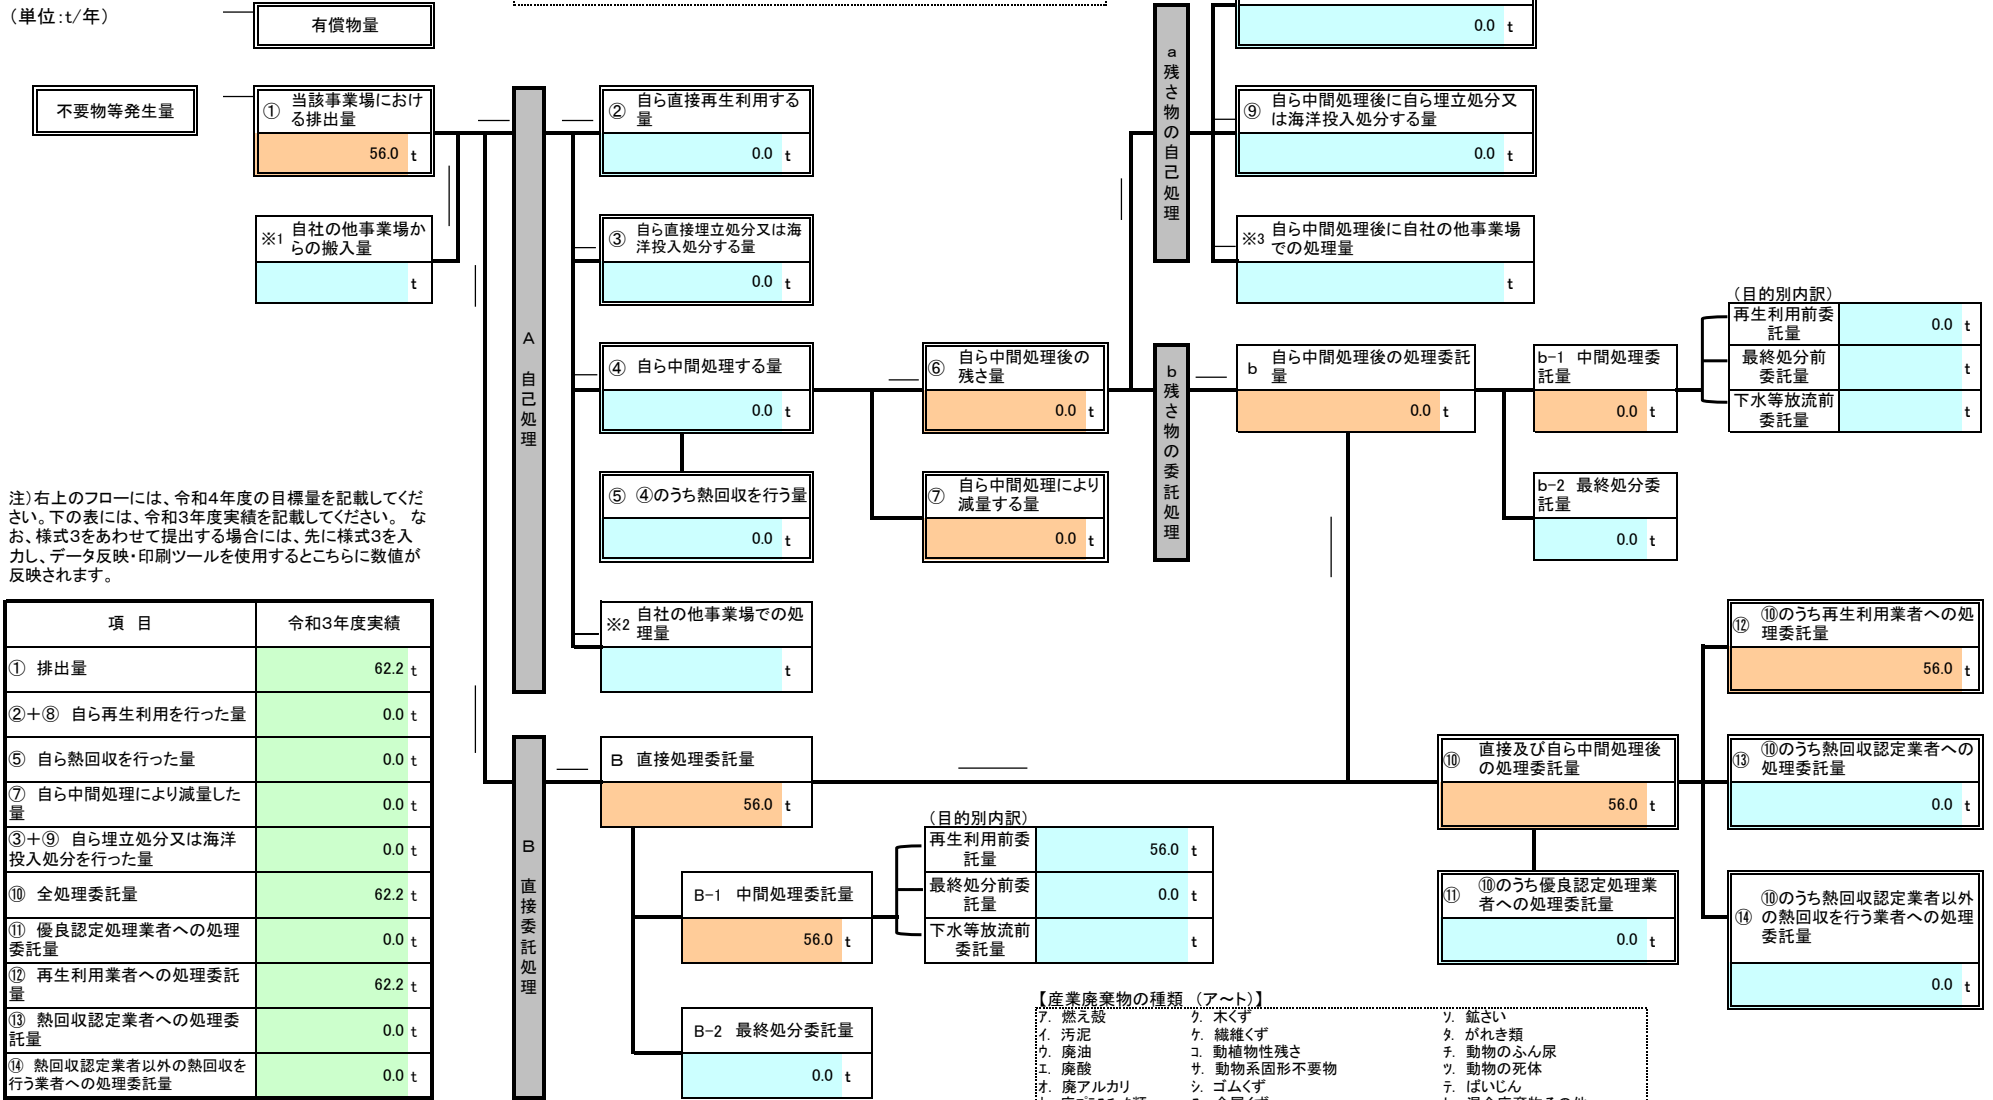 （単位：t/年）
有償物量
0.0 t
不要物等発生量
① 当該事業場におけ
る排出量
56.0 t
※1 自社の他事業場か
らの搬入量
t
A 自己処理
② 自ら直接再生利用する
量
0.0 t
③ 自ら直接埋立処分又は海
洋投入処分する量
0.0 t
④ 自ら中間処理する量
0.0 t
⑤ ④のうち熱回収を行う量
0.0 t
※2 自社の他事業場での処
理量
t
⑥ 自ら中間処理後の
残さ量
0.0 t
⑦ 自ら中間処理により
減量する量
0.0 t
a 残さ物の自己処理
⑨ 自ら中間処理後に自ら埋立処分又
は海洋投入処分する量
0.0 t
※3 自ら中間処理後に自社の他事業場
での処理量
t
b 残さ物の委託処理
b 自ら中間処理後の処理委託
量
0.0 t
b-1 中間処理委
託量
0.0 t
b-2 最終処分委
託量
0.0 t
（目的別内訳）
再生利用前委
託量
0.0 t
最終処分前
委託量
t
下水等放流前
委託量
t
注）右上のフローには、令和4年度の目標量を記載してくだ
さい。下の表には、令和3年度実績を記載してください。 な
お、様式3をあわせて提出する場合には、先に様式3を入
力し、データ反映・印刷ツールを使用するとこちらに数値が
反映されます。
項 目 令和3年度実績
① 排出量 62.2 t
②＋⑧ 自ら再生利用を行った量 0.0 t
⑤ 自ら熱回収を行った量 0.0 t
⑦ 自ら中間処理により減量した
量 0.0 t
③＋⑨ 自ら埋立処分又は海洋
投入処分を行った量 0.0 t
⑩ 全処理委託量 62.2 t
⑪ 優良認定処理業者への処理
委託量 0.0 t
⑫ 再生利用業者への処理委託
量 62.2 t
⑬ 熱回収認定業者への処理委
託量 0.0 t
⑭ 熱回収認定業者以外の熱回収を
行う業者への処理委託量 0.0 t
B 直接委託処理
B 直接処理委託量
56.0 t
B-1 中間処理委託量
56.0 t
B-2 最終処分委託量
0.0 t
（目的別内訳）
再生利用前委
託量
56.0 t
最終処分前委
託量
0.0 t
下水等放流前
委託量
t
⑩ 直接及び自ら中間処理後
の処理委託量
56.0 t
⑪ ⑩のうち優良認定処理業
者への処理委託量
0.0 t
⑫ ⑩のうち再生利用業者への処
理委託量
56.0 t
⑬ ⑩のうち熱回収認定業者への
処理委託量
0.0 t
⑭ ⑩のうち熱回収認定業者以外
の熱回収を行う業者への処理
委託量
0.0 t
【産業廃棄物の種類 （ア～ト）】
ア. 燃え殻 ク. 木くず ソ. 鉱さい
イ. 汚泥 ケ. 繊維くず タ. がれき類
ウ. 廃油 コ. 動植物性残さ チ. 動物のふん尿
エ. 廃酸 サ. 動物系固形不要物 ツ. 動物の死体
オ. 廃アルカリ シ. ゴムくず テ. ばいじん